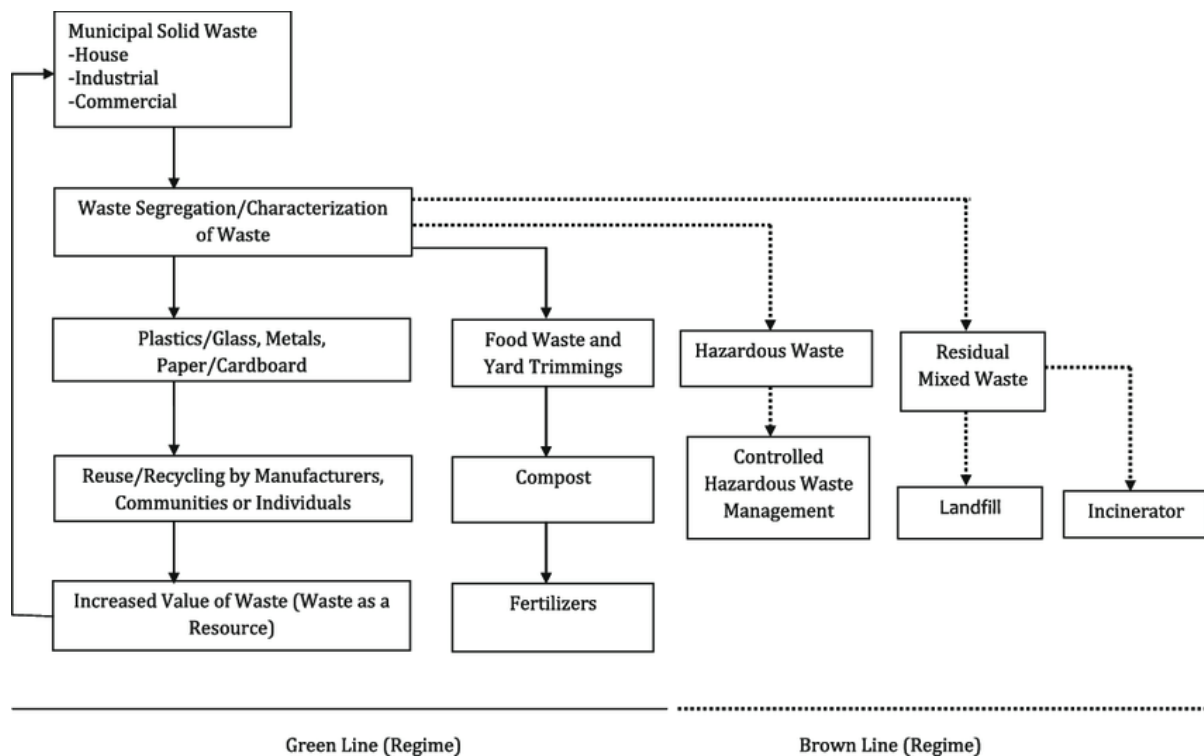 Municipal Solid Waste
-House
-Industrial
-Commercial
Waste Segregation/Characterization
of Waste
Plastics/Glass, Metals,
Paper/Cardboard
Food Waste and
Yard Trimmings
Hazardous Waste
Residual
Mixed Waste
Reuse/Recycling by Manufacturers,
Communities or Individuals
Compost
Controlled
Hazardous Waste
Management
Landfill
Incinerator
Increased Value of Waste (Waste as a
Resource)
Fertilizers
Green Line (Regime)
Brown Line (Regime)